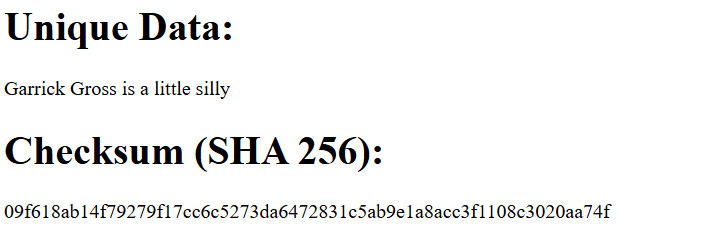 Unique Data:
Garrick Gross is a little silly
Checksum (SHA 256):
09f618ab14f79279f17cc6c5273da6472831c5ab9e1a8acc3f1108c3020aa74f